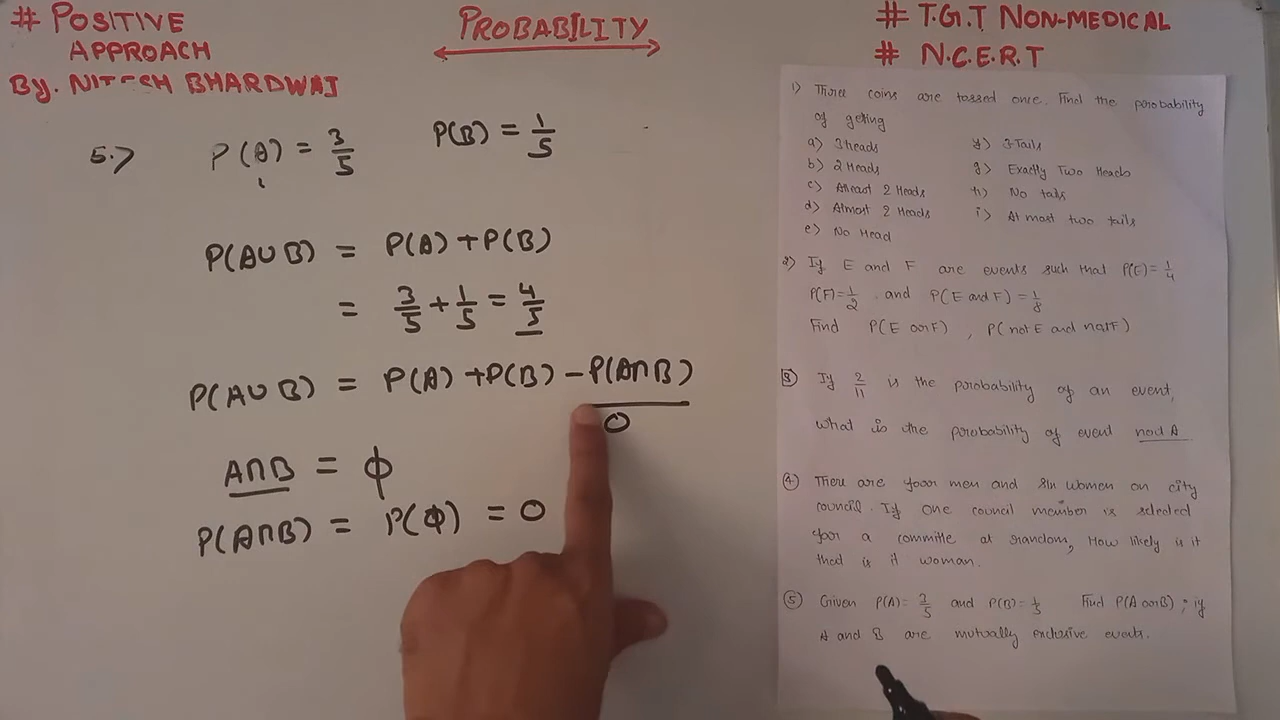 # POSITIVE
APPROACH
By. NITESH BHARDWAJ
PROBABILITY
# T.G.T NON-MEDICAL
# N.C.E.R.T
5.> P(A) = 3/5 P(B) = 1/5
P(A∪B) = P(A) + P(B)
= 3/5 + 1/5 = 4/5
P(A∪B) = P(A) + P(B) - P(A∩B)
0
A∩B = ϕ
P(A∩B) = P(ϕ) = 0
1) Three coins are tossed once. Find the probability
of geting
a) 3 heads
b) 2 Heads
c) Atleast 2 Heads
d) Atmost 2 Heads
e) No Head
f) 3 Tails
g) Exactly Two Heads
h) No tails
i) At most two tails
2) If E and F are events such that P(E)=1/4
P(F)=1/2 and P(E and F) = 1/8
Find P(E or F) , P(not E and not F)
3 If 2/11 is the probability of an event,
what is the probability of event not A
4 There are four men and six women on city
council. If one council member is selected
for a committe at random, How likely is it
that is it woman.
5 Given P(A)= 3/5 and P(B)= 1/5 Find P(A or B) ; if
A and B are mutually exclusive events.